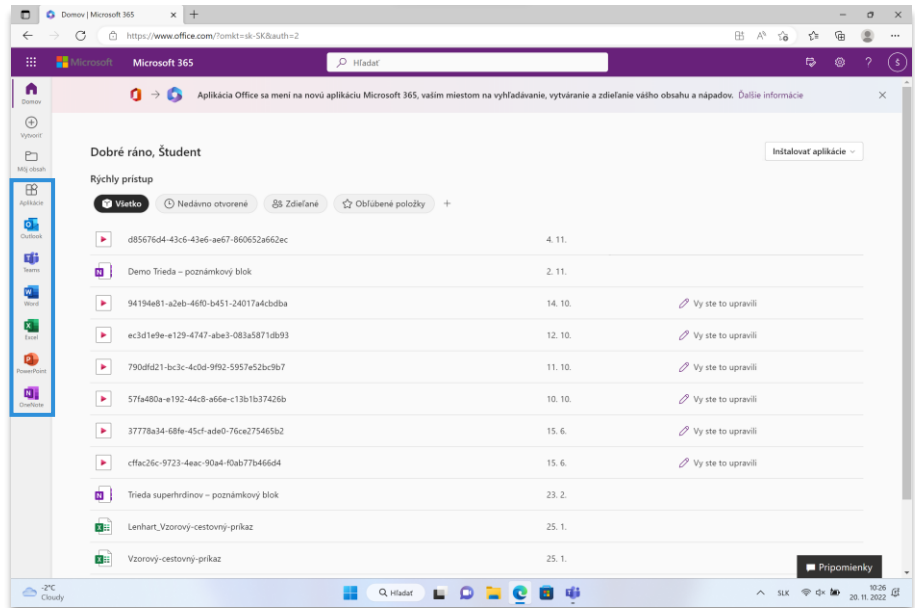 Domov | Microsoft 365
https://www.office.com/?omkt=sk-SK&auth=2
Microsoft Microsoft 365 Hľadať ? S
Domov
Vytvoriť
Môj obsah
Aplikácie
Outlook
Teams
Word
Excel
PowerPoint
OneNote
Aplikácia Office sa mení na novú aplikáciu Microsoft 365, vaším miestom na vyhľadávanie, vytváranie a zdieľanie vášho obsahu a nápadov. Ďalšie informácie
Dobré ráno, Študent Inštalovať aplikácie
Rýchly prístup
Všetko Nedávno otvorené Zdieľané Obľúbené položky +
d85676d4-43c6-43e6-ae67-860652a662ec 4. 11.
Demo Trieda – poznámkový blok 2. 11.
94194e81-a2eb-46f0-b451-24017a4cbdba 14. 10. Vy ste to upravili
ec3d1e9e-e129-4747-abe3-083a5871db93 12. 10. Vy ste to upravili
790dfd21-bc3c-4c0d-9f92-5957e52bc9b7 11. 10. Vy ste to upravili
57fa480a-e192-44c8-a66e-c13b1b37426b 10. 10. Vy ste to upravili
37778a34-68fe-45cf-ade0-76ce275465b2 15. 6. Vy ste to upravili
cffac26c-9723-4eac-90a4-f0ab77b466d4 15. 6. Vy ste to upravili
Trieda superhrdinov – poznámkový blok 23. 2.
Lenhart_Vzorový-cestovný-príkaz 25. 1.
Vzorový-cestovný-príkaz 25. 1.
Pripomienky
-2°C
Cloudy
Hľadať
SLK
10:26
20. 11. 2022